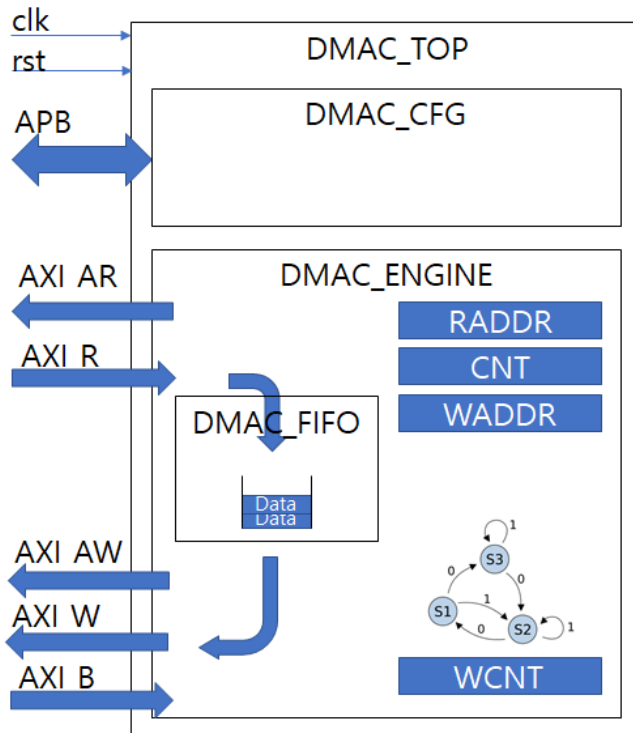 clk
rst
DMAC_TOP
APB
DMAC_CFG
AXI AR
DMAC_ENGINE
RADDR
AXI R
CNT
WADDR
DMAC_FIFO
Data
Data
AXI AW
1
S3
0
0
S1
1
S2
1
0
AXI W
WCNT
AXI B